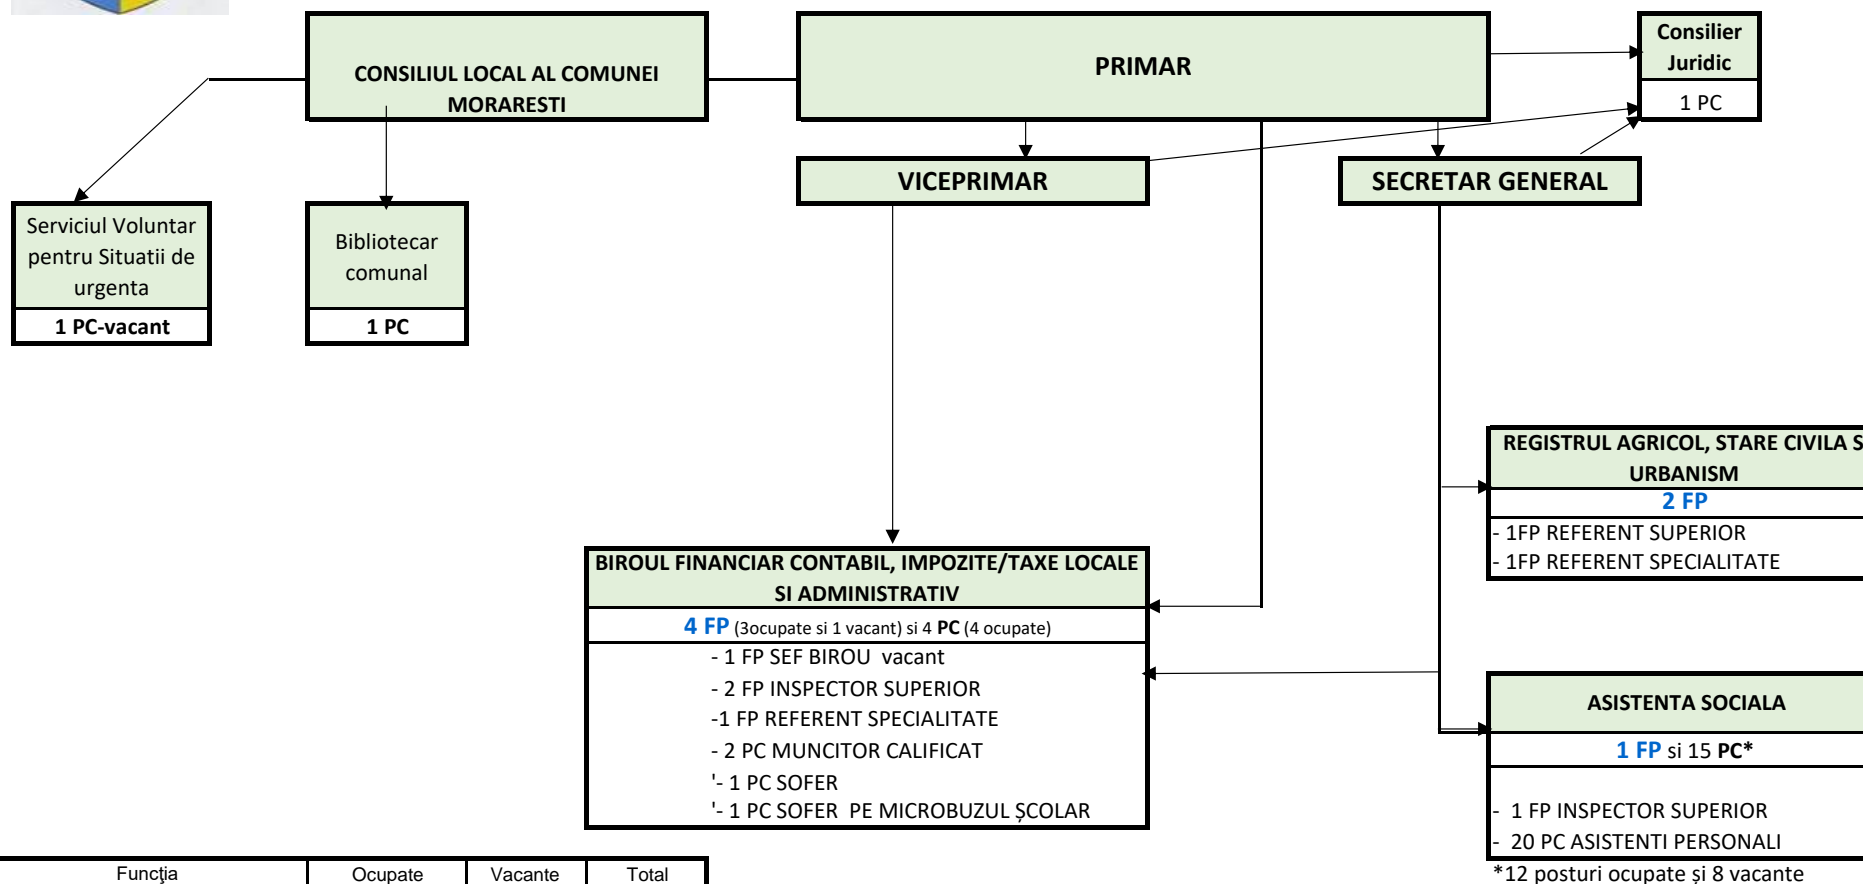 CONSILIUL LOCAL AL COMUNEI
MORARESTI
PRIMAR
Consilier
Juridic
1 PC
VICEPRIMAR
SECRETAR GENERAL
Serviciul Voluntar
pentru Situatii de
urgenta
1 PC-vacant
Bibliotecar
comunal
1 PC
REGISTRUL AGRICOL, STARE CIVILA S
URBANISM
2 FP
- 1FP REFERENT SUPERIOR
- 1FP REFERENT SPECIALITATE
BIROUL FINANCIAR CONTABIL, IMPOZITE/TAXE LOCALE
SI ADMINISTRATIV
4 FP (3ocupate si 1 vacant) si 4 PC (4 ocupate)
- 1 FP SEF BIROU vacant
- 2 FP INSPECTOR SUPERIOR
-1 FP REFERENT SPECIALITATE
- 2 PC MUNCITOR CALIFICAT
'- 1 PC SOFER
'- 1 PC SOFER PE MICROBUZUL ȘCOLAR
ASISTENTA SOCIALA
1 FP si 15 PC*
- 1 FP INSPECTOR SUPERIOR
- 20 PC ASISTENTI PERSONALI
*12 posturi ocupate și 8 vacante
Funcţia Ocupate Vacante Total